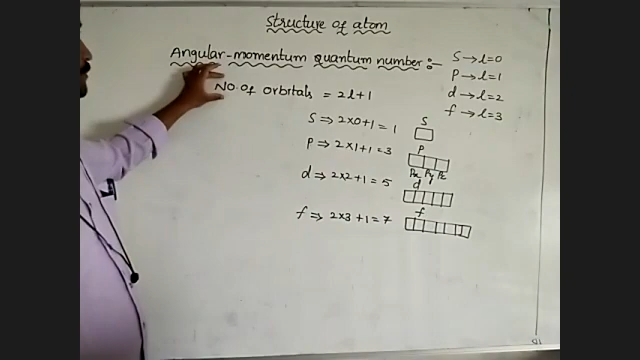 Structure of atom
Angular-momentum quantum number :-
S → l=0
P → l=1
d → l=2
f → l=3
No. of orbitals = 2l+1
S ⇒ 2x0+1 = 1
S
P ⇒ 2x1+1=3
P
Px Py Pz
d ⇒ 2x2+1 = 5
d
f ⇒ 2x3+1=7
f